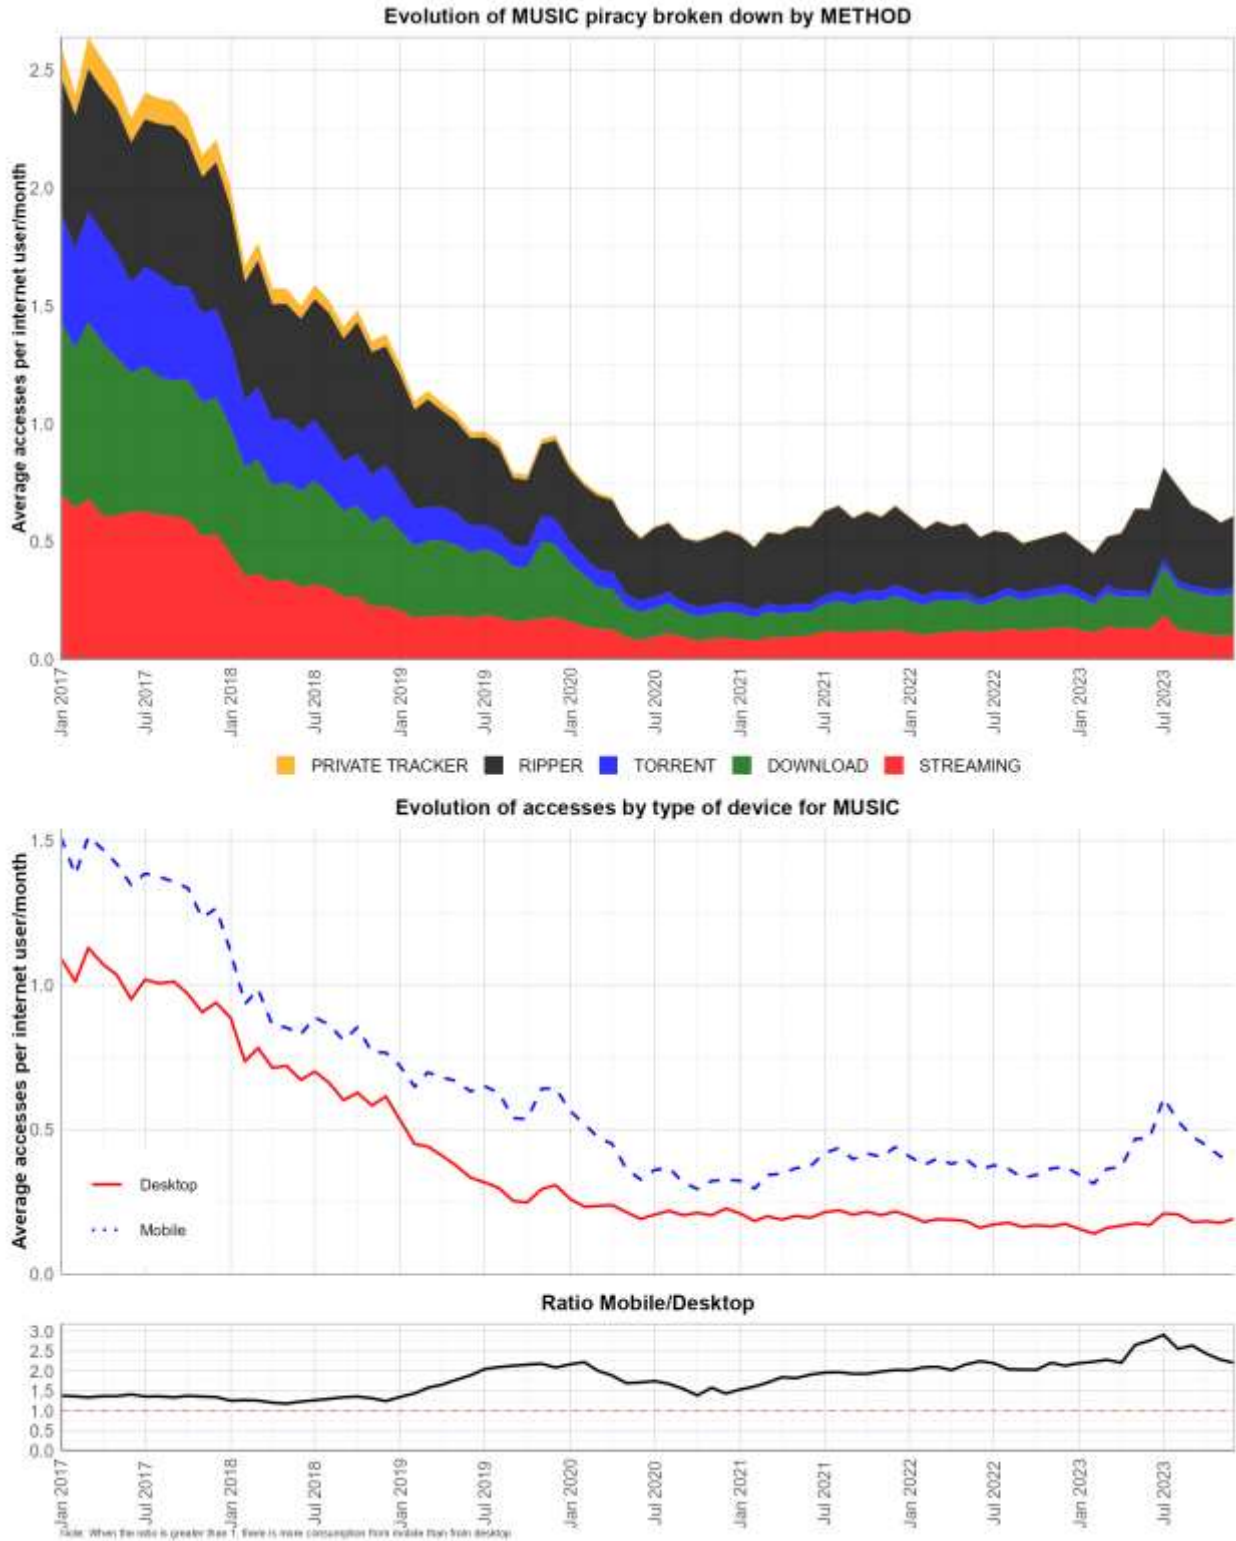 Evolution of MUSIC piracy broken down by METHOD
Average accesses per internet user/month
2.5
2.0
1.5
1.0
0.5
0.0
Jan 2017
Jul 2017
Jan 2018
Jul 2018
Jan 2019
Jul 2019
Jan 2020
Jul 2020
Jan 2021
Jul 2021
Jan 2022
Jul 2022
Jan 2023
Jul 2023
PRIVATE TRACKER RIPPER TORRENT DOWNLOAD STREAMING
Evolution of accesses by type of device for MUSIC
Average accesses per internet user/month
1.5
1.0
0.5
0.0
Desktop
Mobile
Ratio Mobile/Desktop
3.0
2.5
2.0
1.5
1.0
0.5
0.0
Jan 2017
Jul 2017
Jan 2018
Jul 2018
Jan 2019
Jul 2019
Jan 2020
Jul 2020
Jan 2021
Jul 2021
Jan 2022
Jul 2022
Jan 2023
Jul 2023
Note: When the ratio is greater than 1, there is more consumption from mobile than from desktop